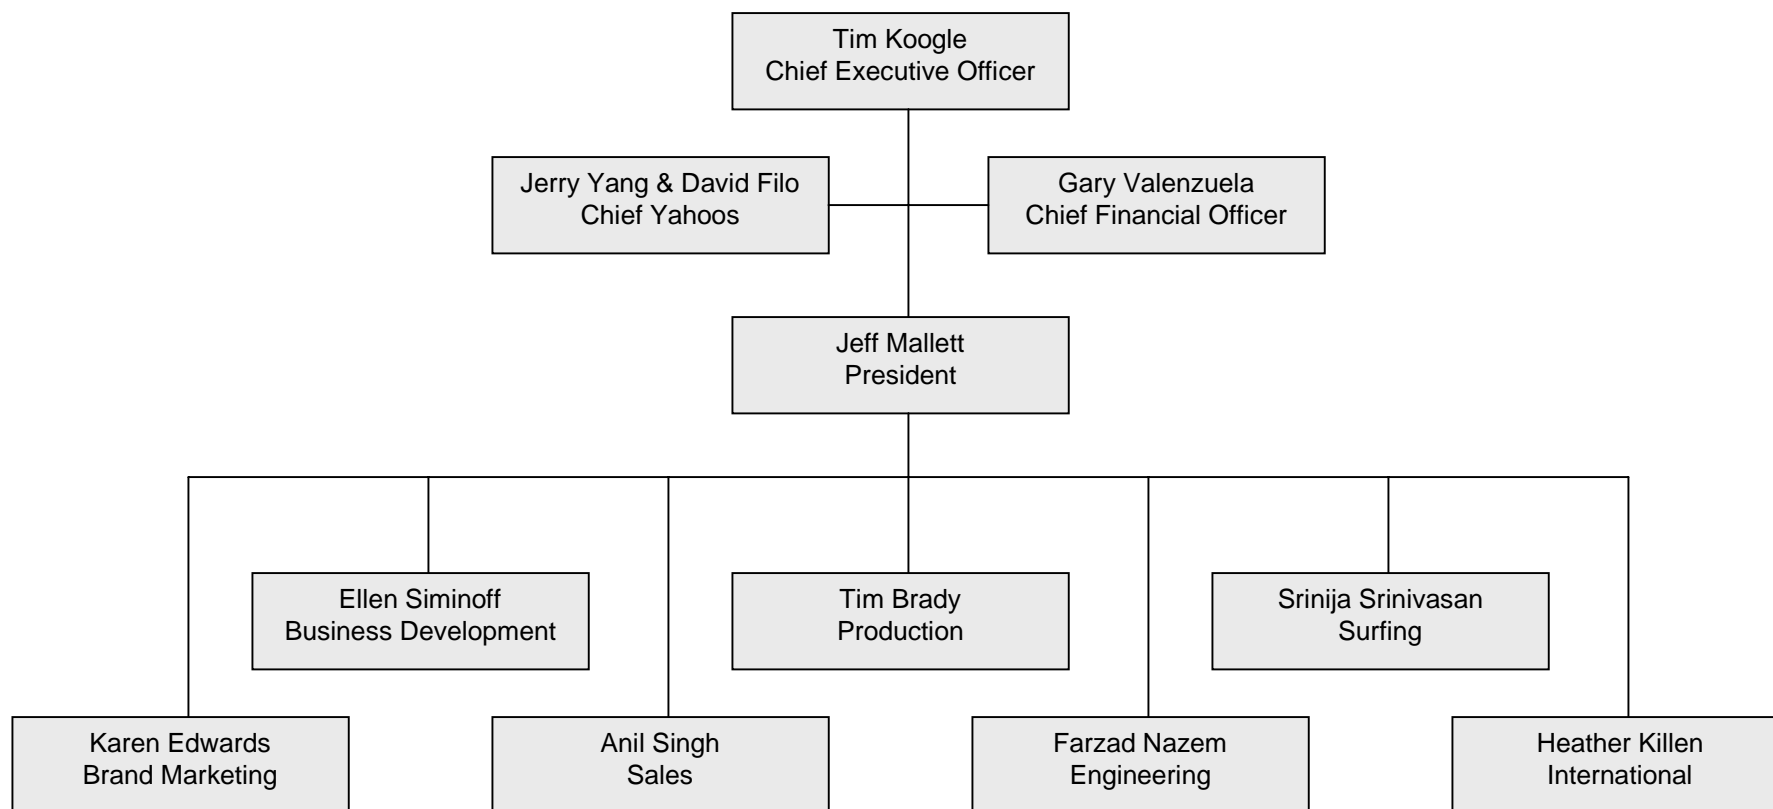 Tim Koogle
Chief Executive Officer
Jerry Yang & David Filo
Chief Yahoos
Gary Valenzuela
Chief Financial Officer
Jeff Mallett
President
Ellen Siminoff
Business Development
Tim Brady
Production
Srinija Srinivasan
Surfing
Karen Edwards
Brand Marketing
Anil Singh
Sales
Farzad Nazem
Engineering
Heather Killen
International